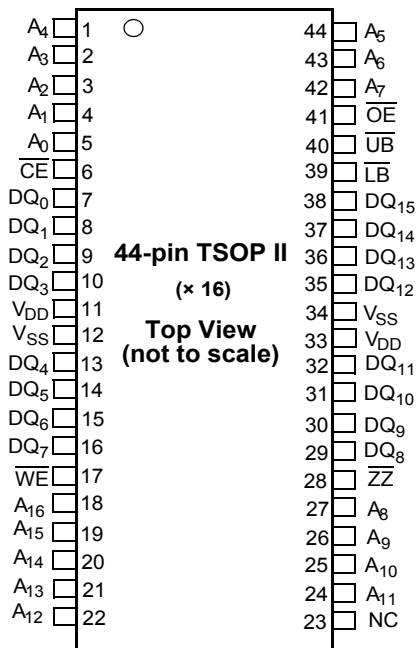 A4 1 44 A5
A3 2 43 A6
A2 3 42 A7
A1 4 41 OE
A0 5 40 UB
CE 6 39 LB
DQ0 7 38 DQ15
DQ1 8 37 DQ14
DQ2 9 44-pin TSOP II 36 DQ13
DQ3 10 (× 16) 35 DQ12
VDD 11 34 VSS
VSS 12 Top View 33 VDD
DQ4 13 (not to scale) 32 DQ11
DQ5 14 31 DQ10
DQ6 15 30 DQ9
DQ7 16 29 DQ8
WE 17 28 ZZ
A16 18 27 A8
A15 19 26 A9
A14 20 25 A10
A13 21 24 A11
A12 22 23 NC